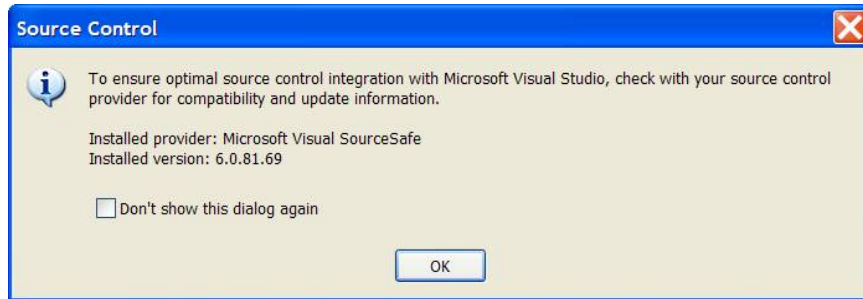 Source Control
To ensure optimal source control integration with Microsoft Visual Studio, check with your source control
provider for compatibility and update information.
Installed provider: Microsoft Visual SourceSafe
Installed version: 6.0.81.69
Don't show this dialog again
OK